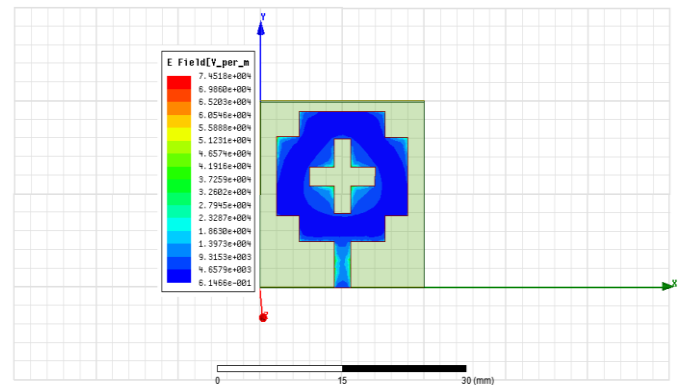 Y
E Field[V_per_m
7.4518e+004
6.9860e+004
6.5203e+004
6.0546e+004
5.5888e+004
5.1231e+004
4.6574e+004
4.1916e+004
3.7259e+004
3.2602e+004
2.7945e+004
2.3287e+004
1.8630e+004
1.3973e+004
9.3153e+003
4.6579e+003
6.1466e-001
X
0
15
30 (mm)